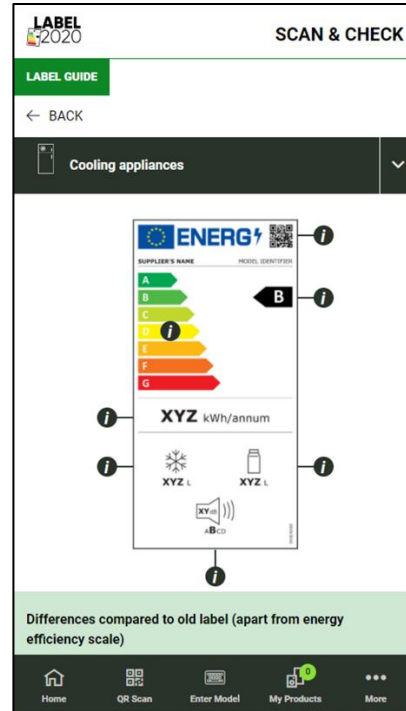 LABEL
2020
SCAN & CHECK
LABEL GUIDE
← BACK
Cooling appliances
ENERG
SUPPLIER'S NAME MODEL IDENTIFIER
A
B
B
C
D
E
F
G
XYZ kWh/annum
XYZ L XYZ L
XY dB
ABCD
Differences compared to old label (apart from energy
efficiency scale)
0
Home QR Scan Enter Model My Products More